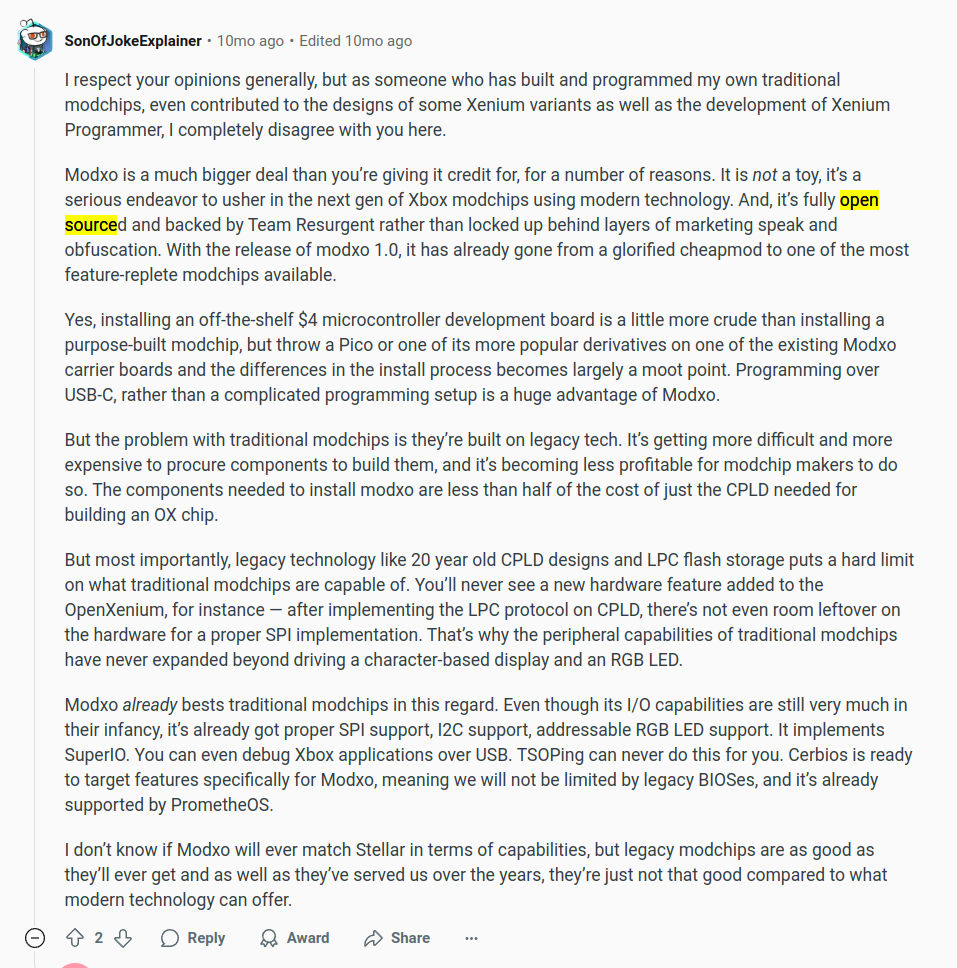 SonOfJokeExplainer • 10mo ago • Edited 10mo ago
I respect your opinions generally, but as someone who has built and programmed my own traditional
modchips, even contributed to the designs of some Xenium variants as well as the development of Xenium
Programmer, I completely disagree with you here.
Modxo is a much bigger deal than you’re giving it credit for, for a number of reasons. It is not a toy, it’s a
serious endeavor to usher in the next gen of Xbox modchips using modern technology. And, it’s fully open
sourced and backed by Team Resurgent rather than locked up behind layers of marketing speak and
obfuscation. With the release of modxo 1.0, it has already gone from a glorified cheapmod to one of the most
feature-replete modchips available.
Yes, installing an off-the-shelf $4 microcontroller development board is a little more crude than installing a
purpose-built modchip, but throw a Pico or one of its more popular derivatives on one of the existing Modxo
carrier boards and the differences in the install process becomes largely a moot point. Programming over
USB-C, rather than a complicated programming setup is a huge advantage of Modxo.
But the problem with traditional modchips is they’re built on legacy tech. It’s getting more difficult and more
expensive to procure components to build them, and it’s becoming less profitable for modchip makers to do
so. The components needed to install modxo are less than half of the cost of just the CPLD needed for
building an OX chip.
But most importantly, legacy technology like 20 year old CPLD designs and LPC flash storage puts a hard limit
on what traditional modchips are capable of. You’ll never see a new hardware feature added to the
OpenXenium, for instance — after implementing the LPC protocol on CPLD, there’s not even room leftover on
the hardware for a proper SPI implementation. That’s why the peripheral capabilities of traditional modchips
have never expanded beyond driving a character-based display and an RGB LED.
Modxo already bests traditional modchips in this regard. Even though its I/O capabilities are still very much in
their infancy, it’s already got proper SPI support, I2C support, addressable RGB LED support. It implements
SuperIO. You can even debug Xbox applications over USB. TSOPing can never do this for you. Cerbios is ready
to target features specifically for Modxo, meaning we will not be limited by legacy BIOSes, and it’s already
supported by PrometheOS.
I don’t know if Modxo will ever match Stellar in terms of capabilities, but legacy modchips are as good as
they’ll ever get and as well as they’ve served us over the years, they’re just not that good compared to what
modern technology can offer.
2 Reply Award Share ...